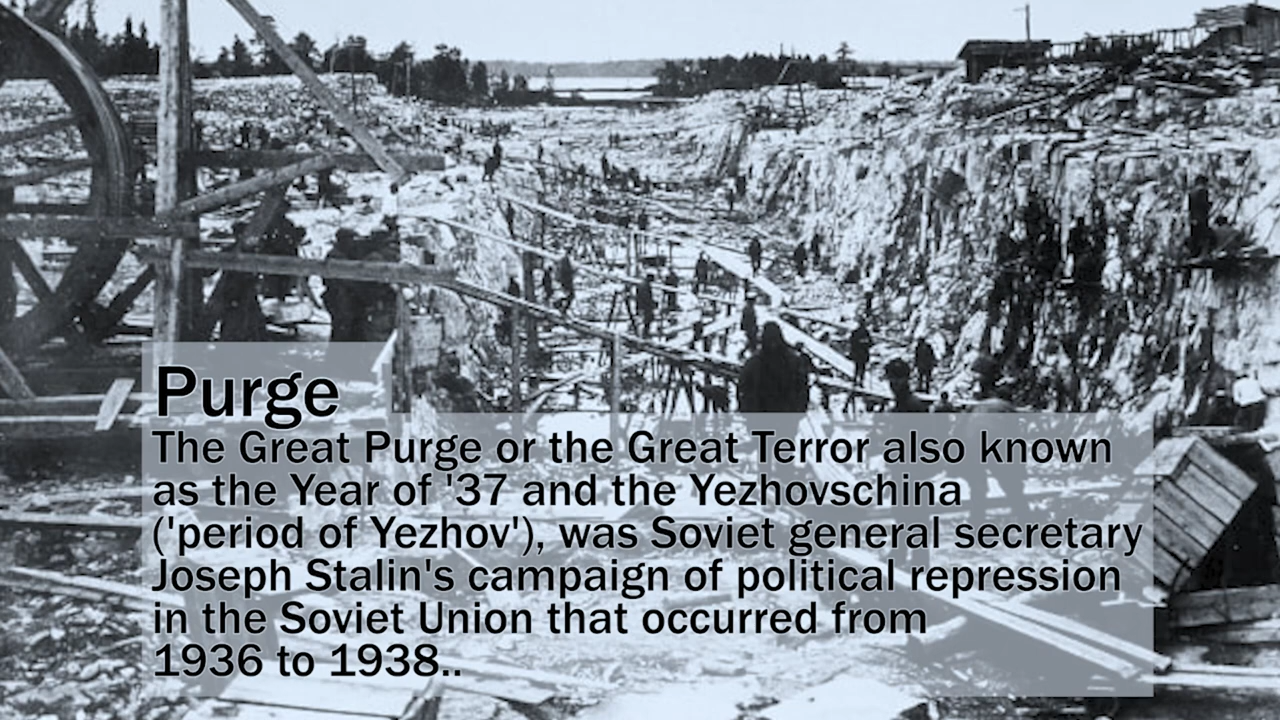 Purge
The Great Purge or the Great Terror also known
as the Year of '37 and the Yezhovschina
('period of Yezhov'), was Soviet general secretary
Joseph Stalin's campaign of political repression
in the Soviet Union that occurred from
1936 to 1938..